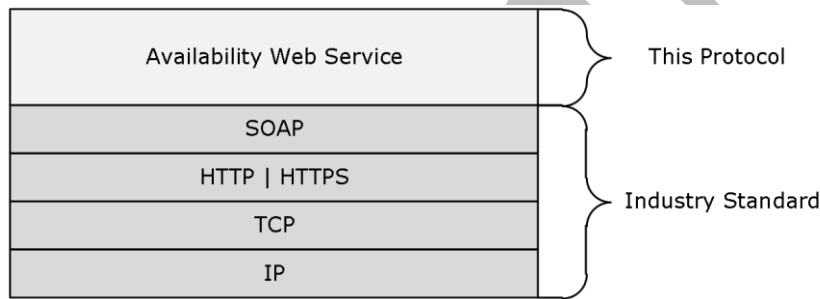 Availability Web Service
This Protocol
SOAP
HTTP | HTTPS
Industry Standard
TCP
IP